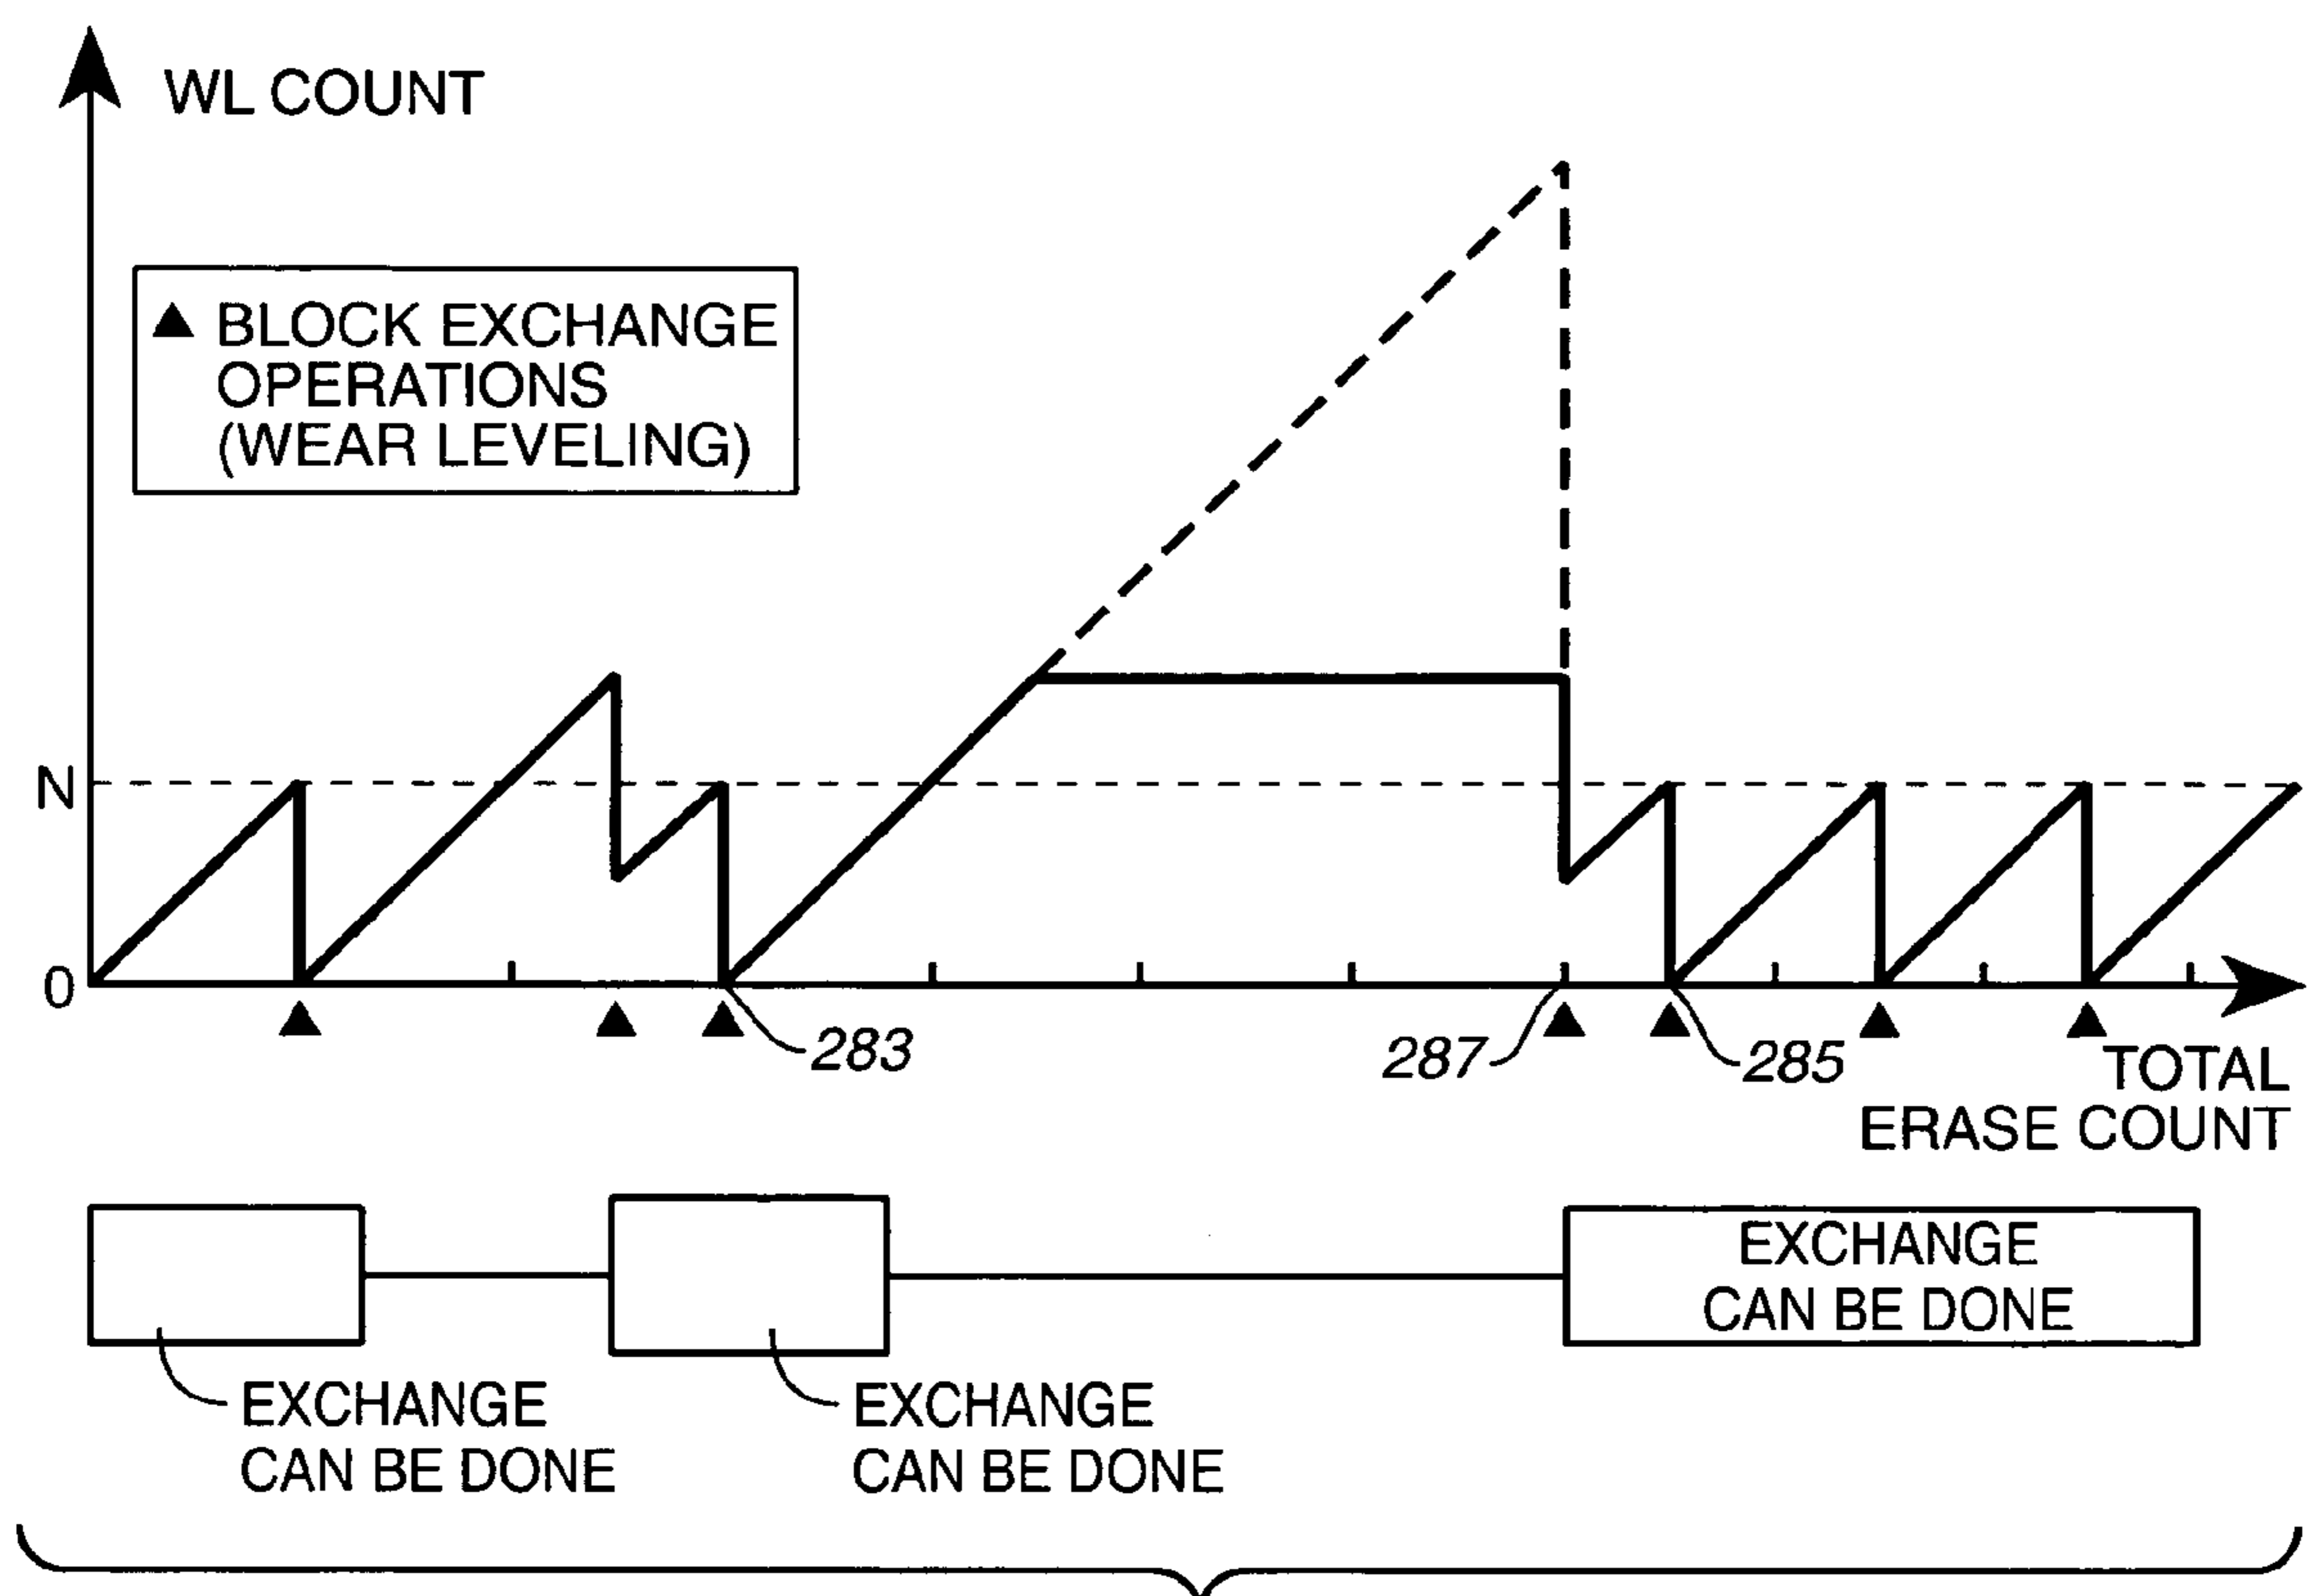 WL COUNT
▲ BLOCK EXCHANGE
OPERATIONS
(WEAR LEVELING)
N
0
283
287
285
TOTAL
ERASE COUNT
EXCHANGE
CAN BE DONE
EXCHANGE
CAN BE DONE
EXCHANGE
CAN BE DONE